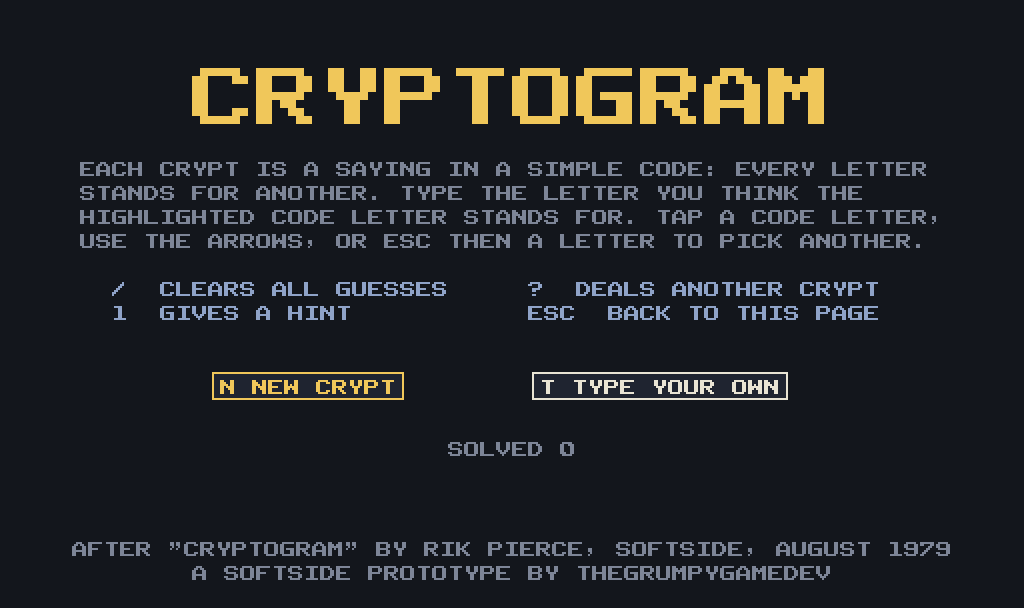 CRYPTOGRAM
EACH CRYPT IS A SAYING IN A SIMPLE CODE: EVERY LETTER
STANDS FOR ANOTHER. TYPE THE LETTER YOU THINK THE
HIGHLIGHTED CODE LETTER STANDS FOR. TAP A CODE LETTER,
USE THE ARROWS, OR ESC THEN A LETTER TO PICK ANOTHER.
/ CLEARS ALL GUESSES ? DEALS ANOTHER CRYPT
1 GIVES A HINT ESC BACK TO THIS PAGE
N NEW CRYPT T TYPE YOUR OWN
SOLVED 0
AFTER "CRYPTOGRAM" BY RIK PIERCE, SOFTSIDE, AUGUST 1979
A SOFTSIDE PROTOTYPE BY THEGRUMPYGAMEDEV